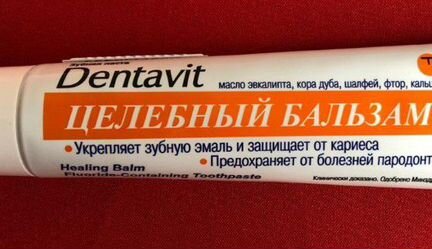 Зубная паста
Dentavit
масло эвкалипта, кора дуба, шалфей, фтор, каль
ЦЕЛЕБНЫЙ БАЛЬЗАМ
• Укрепляет зубную эмаль и защищает от кариеса
• Предохраняет от болезней пародонт
Healing Balm
Fluoride-Containing Toothpaste
Клинически доказано. Одобрено